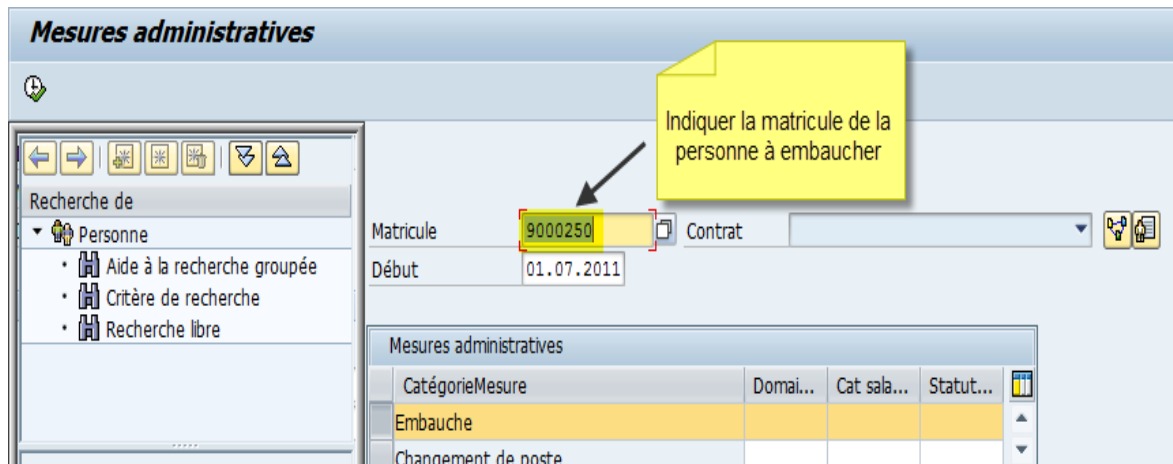 Mesures administratives
Indiquer la matricule de la
personne à embaucher
Recherche de
Personne
Aide à la recherche groupée
Critère de recherche
Recherche libre
Matricule 9000250 Contrat
Début 01.07.2011
Mesures administratives
CatégorieMesure Domai... Cat sala... Statut...
Embauche
Changement de poste